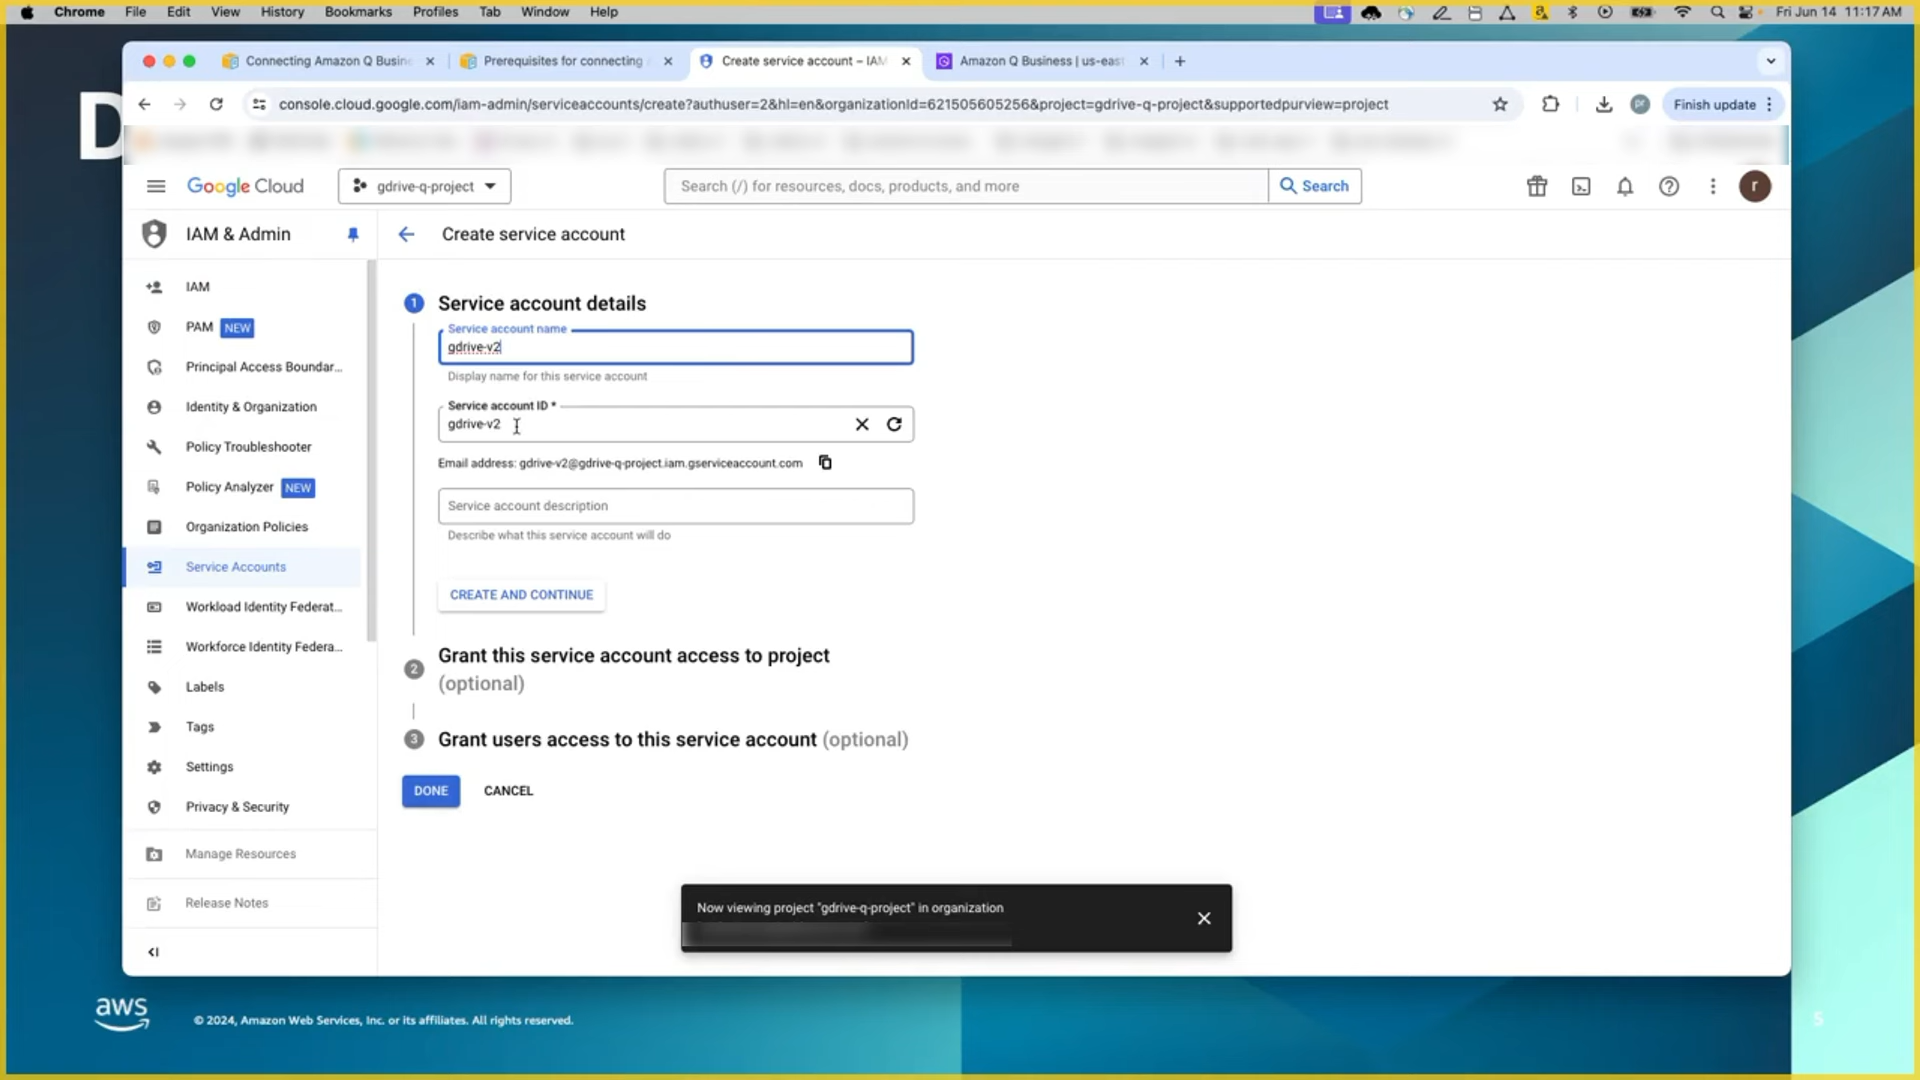 Chrome File Edit View History Bookmarks Profiles Tab Window Help Fri Jun 14 11:17 AM
D
Connecting Amazon Q Busin
Prerequisites for connecting
Create service account – IAM
Amazon Q Business | us-east
console.cloud.google.com/iam-admin/serviceaccounts/create?authuser=2&hl=en&organizationId=621505605256&project=gdrive-q-project&supportedpurview=project
Finish update
Google Cloud
gdrive-q-project
Search (/) for resources, docs, products, and more
Search
r
IAM & Admin
Create service account
IAM
PAM NEW
Principal Access Boundar...
Identity & Organization
Policy Troubleshooter
Policy Analyzer NEW
Organization Policies
Service Accounts
Workload Identity Federat...
Workforce Identity Federa...
Labels
Tags
Settings
Privacy & Security
Manage Resources
Release Notes
1 Service account details
Service account name
gdrive-v2
Display name for this service account
Service account ID *
gdrive-v2
Email address: gdrive-v2@gdrive-q-project.iam.gserviceaccount.com
Service account description
Describe what this service account will do
CREATE AND CONTINUE
2 Grant this service account access to project
(optional)
3 Grant users access to this service account (optional)
DONE CANCEL
Now viewing project "gdrive-q-project" in organization
aws
© 2024, Amazon Web Services, Inc. or its affiliates. All rights reserved.
5